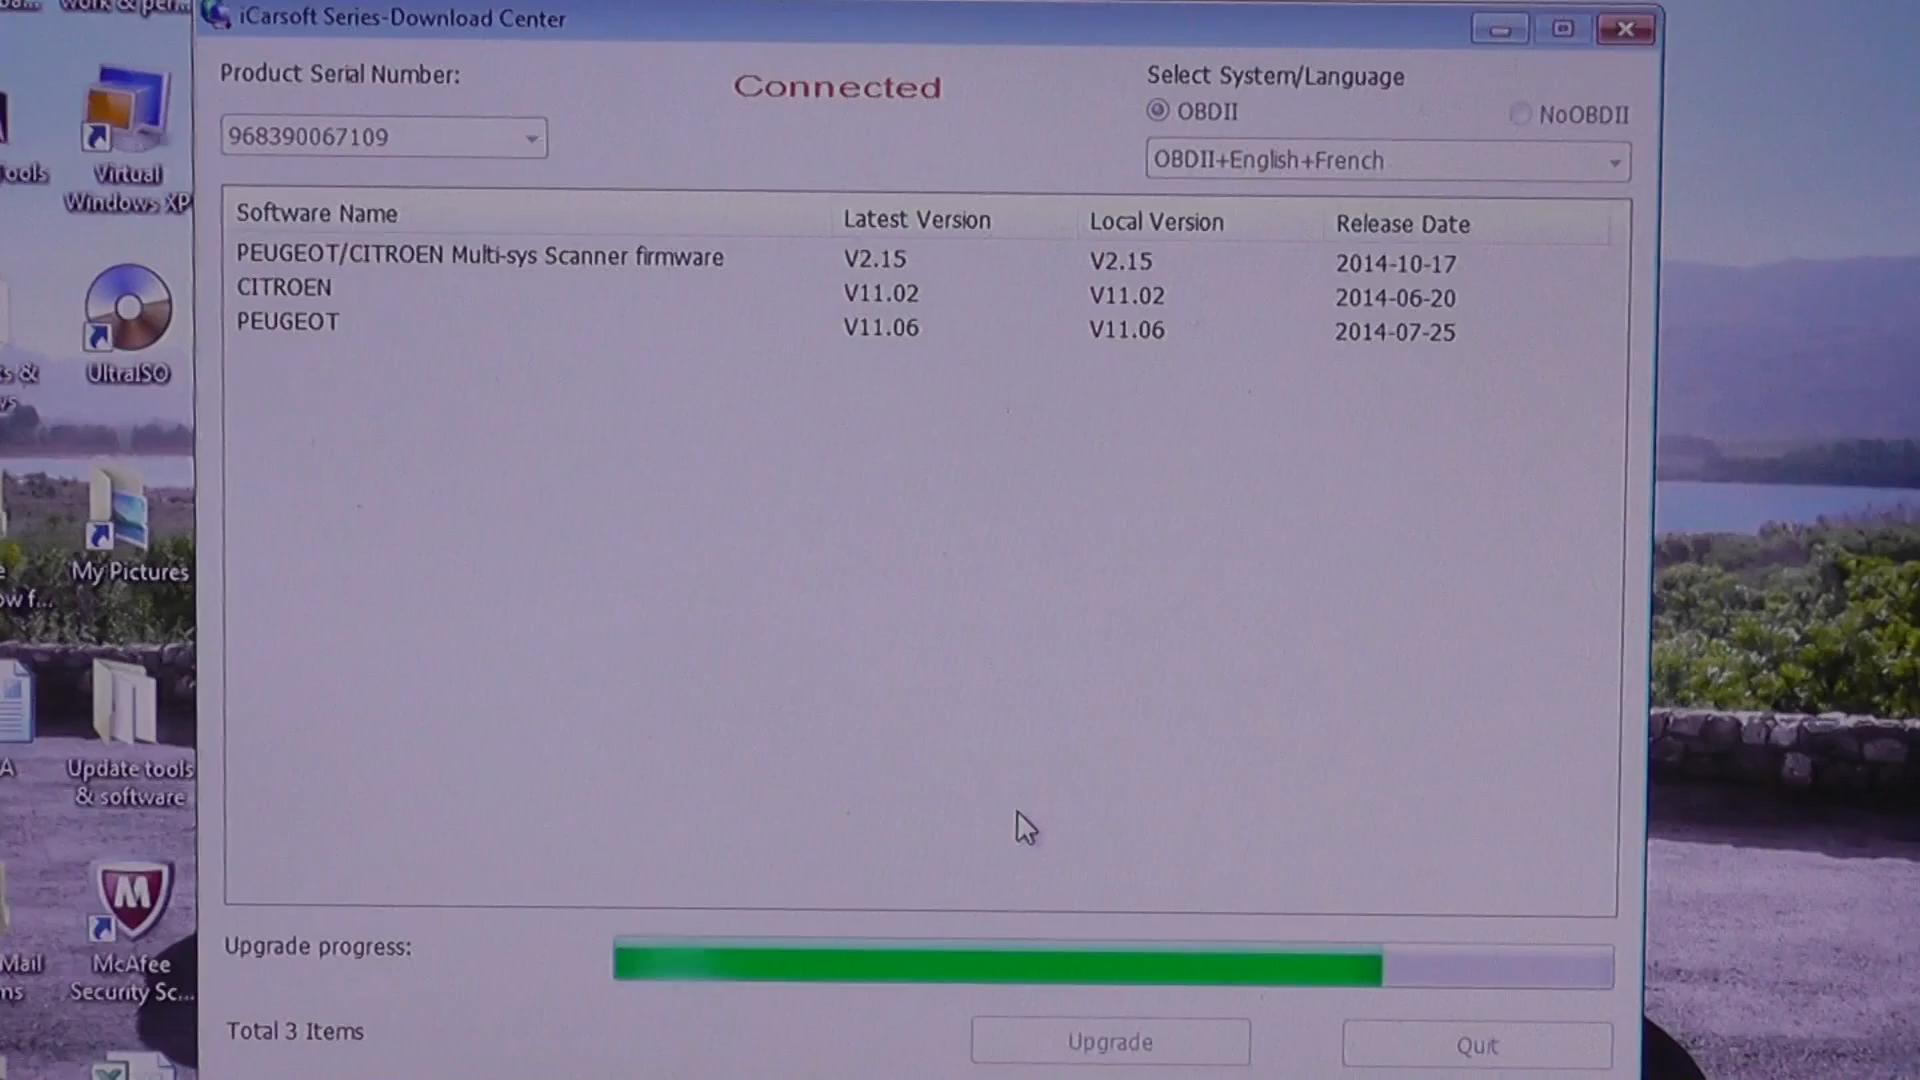 work & per
iCarsoft Series-Download Center
Product Serial Number:
Connected
Select System/Language
OBDII
NoOBDII
968390067109
OBDII+English+French
Software Name
Latest Version
Local Version
Release Date
PEUGEOT/CITROEN Multi-sys Scanner firmware
V2.15
V2.15
2014-10-17
CITROEN
V11.02
V11.02
2014-06-20
PEUGEOT
V11.06
V11.06
2014-07-25
Upgrade progress:
Total 3 Items
Upgrade
Quit
ools
Virtual
Windows XP
s &
UltraISO
ws
My Pictures
ow f...
A
Update tools
& software
M
Mail
McAfee
ns
Security Sc...